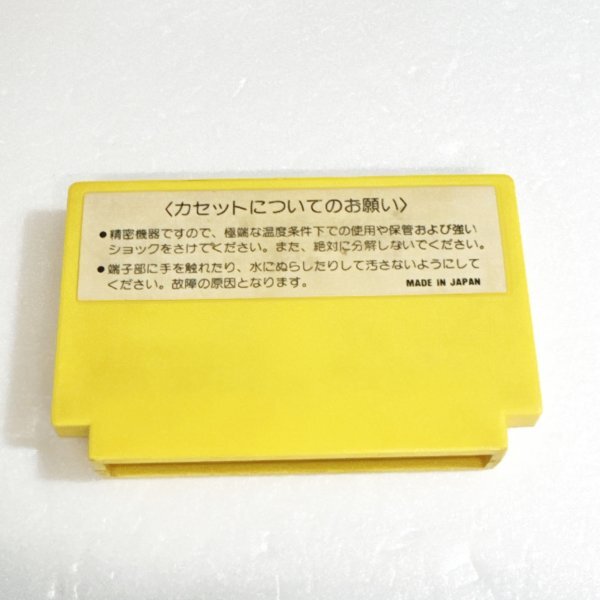 〈カセットについてのお願い〉
●精密機器ですので、極端な温度条件下での使用や保管および強い
ショックをさけてください。また、絶対に分解しないでください。
●端子部に手を触れたり、水にぬらしたりして汚さないようにして
ください。故障の原因となります。
MADE IN JAPAN